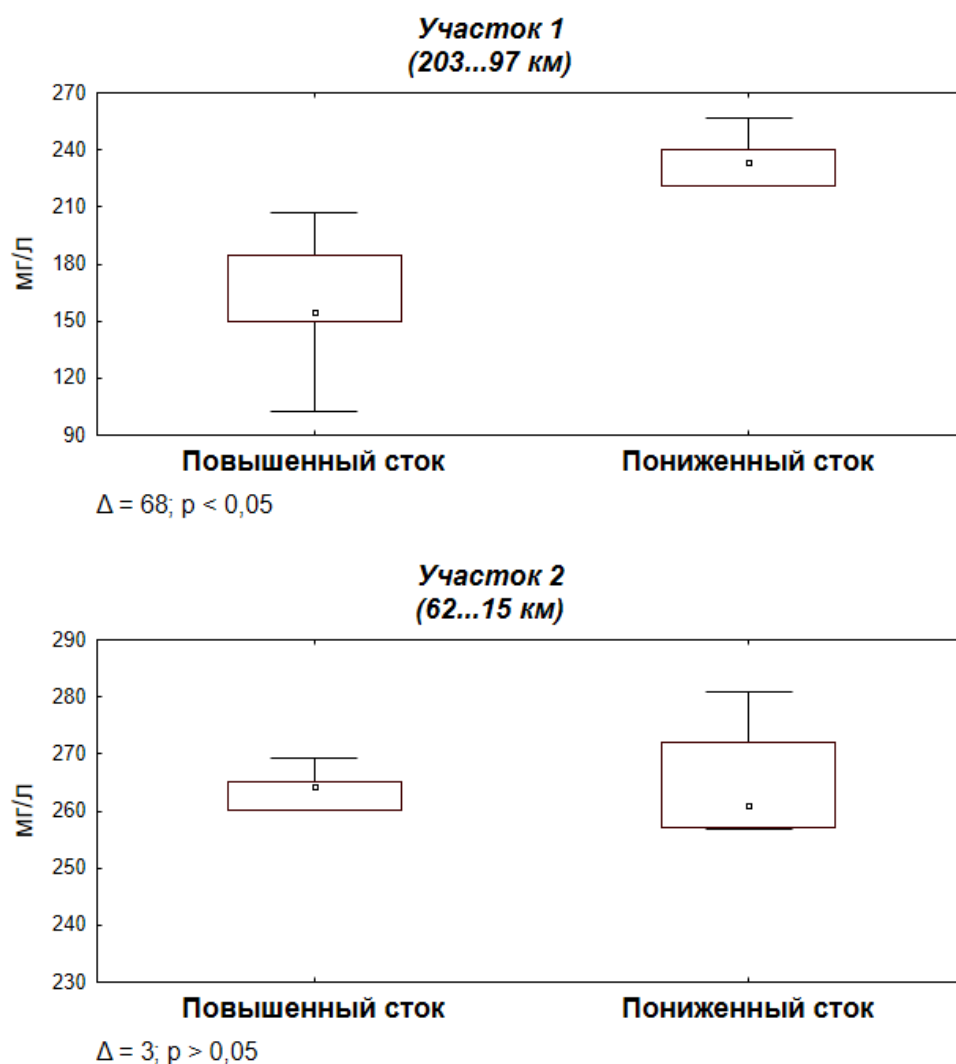 Участок 1
(203...97 км)
270
240
210
180
150
120
90
мг/л
Повышенный сток
Пониженный сток
Δ = 68; p < 0,05
Участок 2
(62...15 км)
290
280
270
260
250
240
230
мг/л
Повышенный сток
Пониженный сток
Δ = 3; p > 0,05